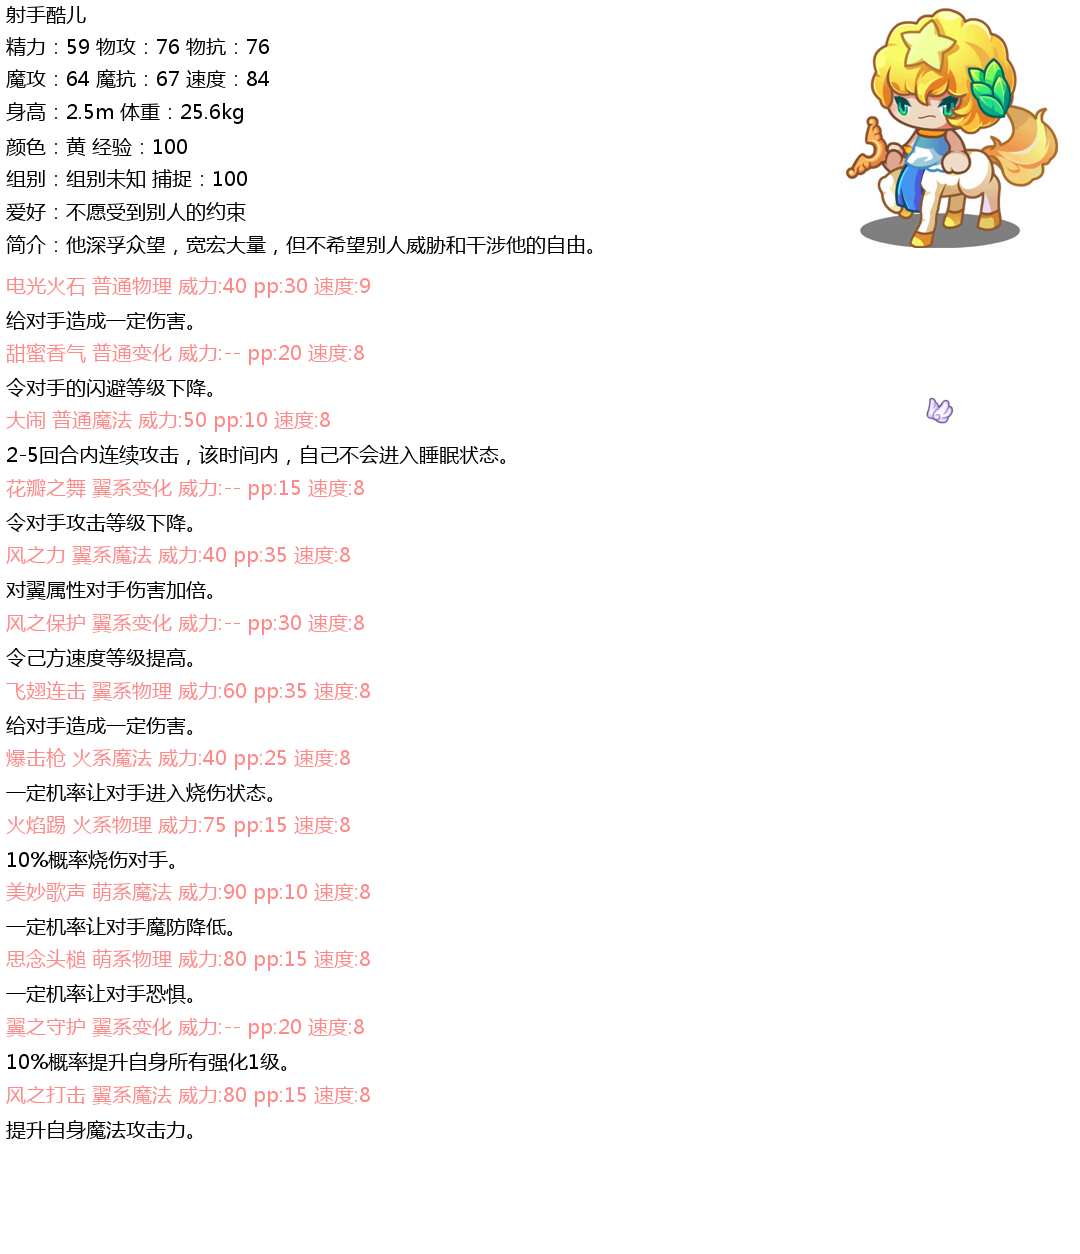 射手酷儿
精力：59 物攻：76 物抗：76
魔攻：64 魔抗：67 速度：84
身高：2.5m 体重：25.6kg
颜色：黄 经验：100
组别：组别未知 捕捉：100
爱好：不愿受到别人的约束
简介：他深孚众望，宽宏大量，但不希望别人威胁和干涉他的自由。
电光火石 普通物理 威力:40 pp:30 速度:9
给对手造成一定伤害。
甜蜜香气 普通变化 威力:-- pp:20 速度:8
令对手的闪避等级下降。
大闹 普通魔法 威力:50 pp:10 速度:8
2-5回合内连续攻击，该时间内，自己不会进入睡眠状态。
花瓣之舞 翼系变化 威力:-- pp:15 速度:8
令对手攻击等级下降。
风之力 翼系魔法 威力:40 pp:35 速度:8
对翼属性对手伤害加倍。
风之保护 翼系变化 威力:-- pp:30 速度:8
令己方速度等级提高。
飞翅连击 翼系物理 威力:60 pp:35 速度:8
给对手造成一定伤害。
爆击枪 火系魔法 威力:40 pp:25 速度:8
一定机率让对手进入烧伤状态。
火焰踢 火系物理 威力:75 pp:15 速度:8
10%概率烧伤对手。
美妙歌声 萌系魔法 威力:90 pp:10 速度:8
一定机率让对手魔防降低。
思念头槌 萌系物理 威力:80 pp:15 速度:8
一定机率让对手恐惧。
翼之守护 翼系变化 威力:-- pp:20 速度:8
10%概率提升自身所有强化1级。
风之打击 翼系魔法 威力:80 pp:15 速度:8
提升自身魔法攻击力。